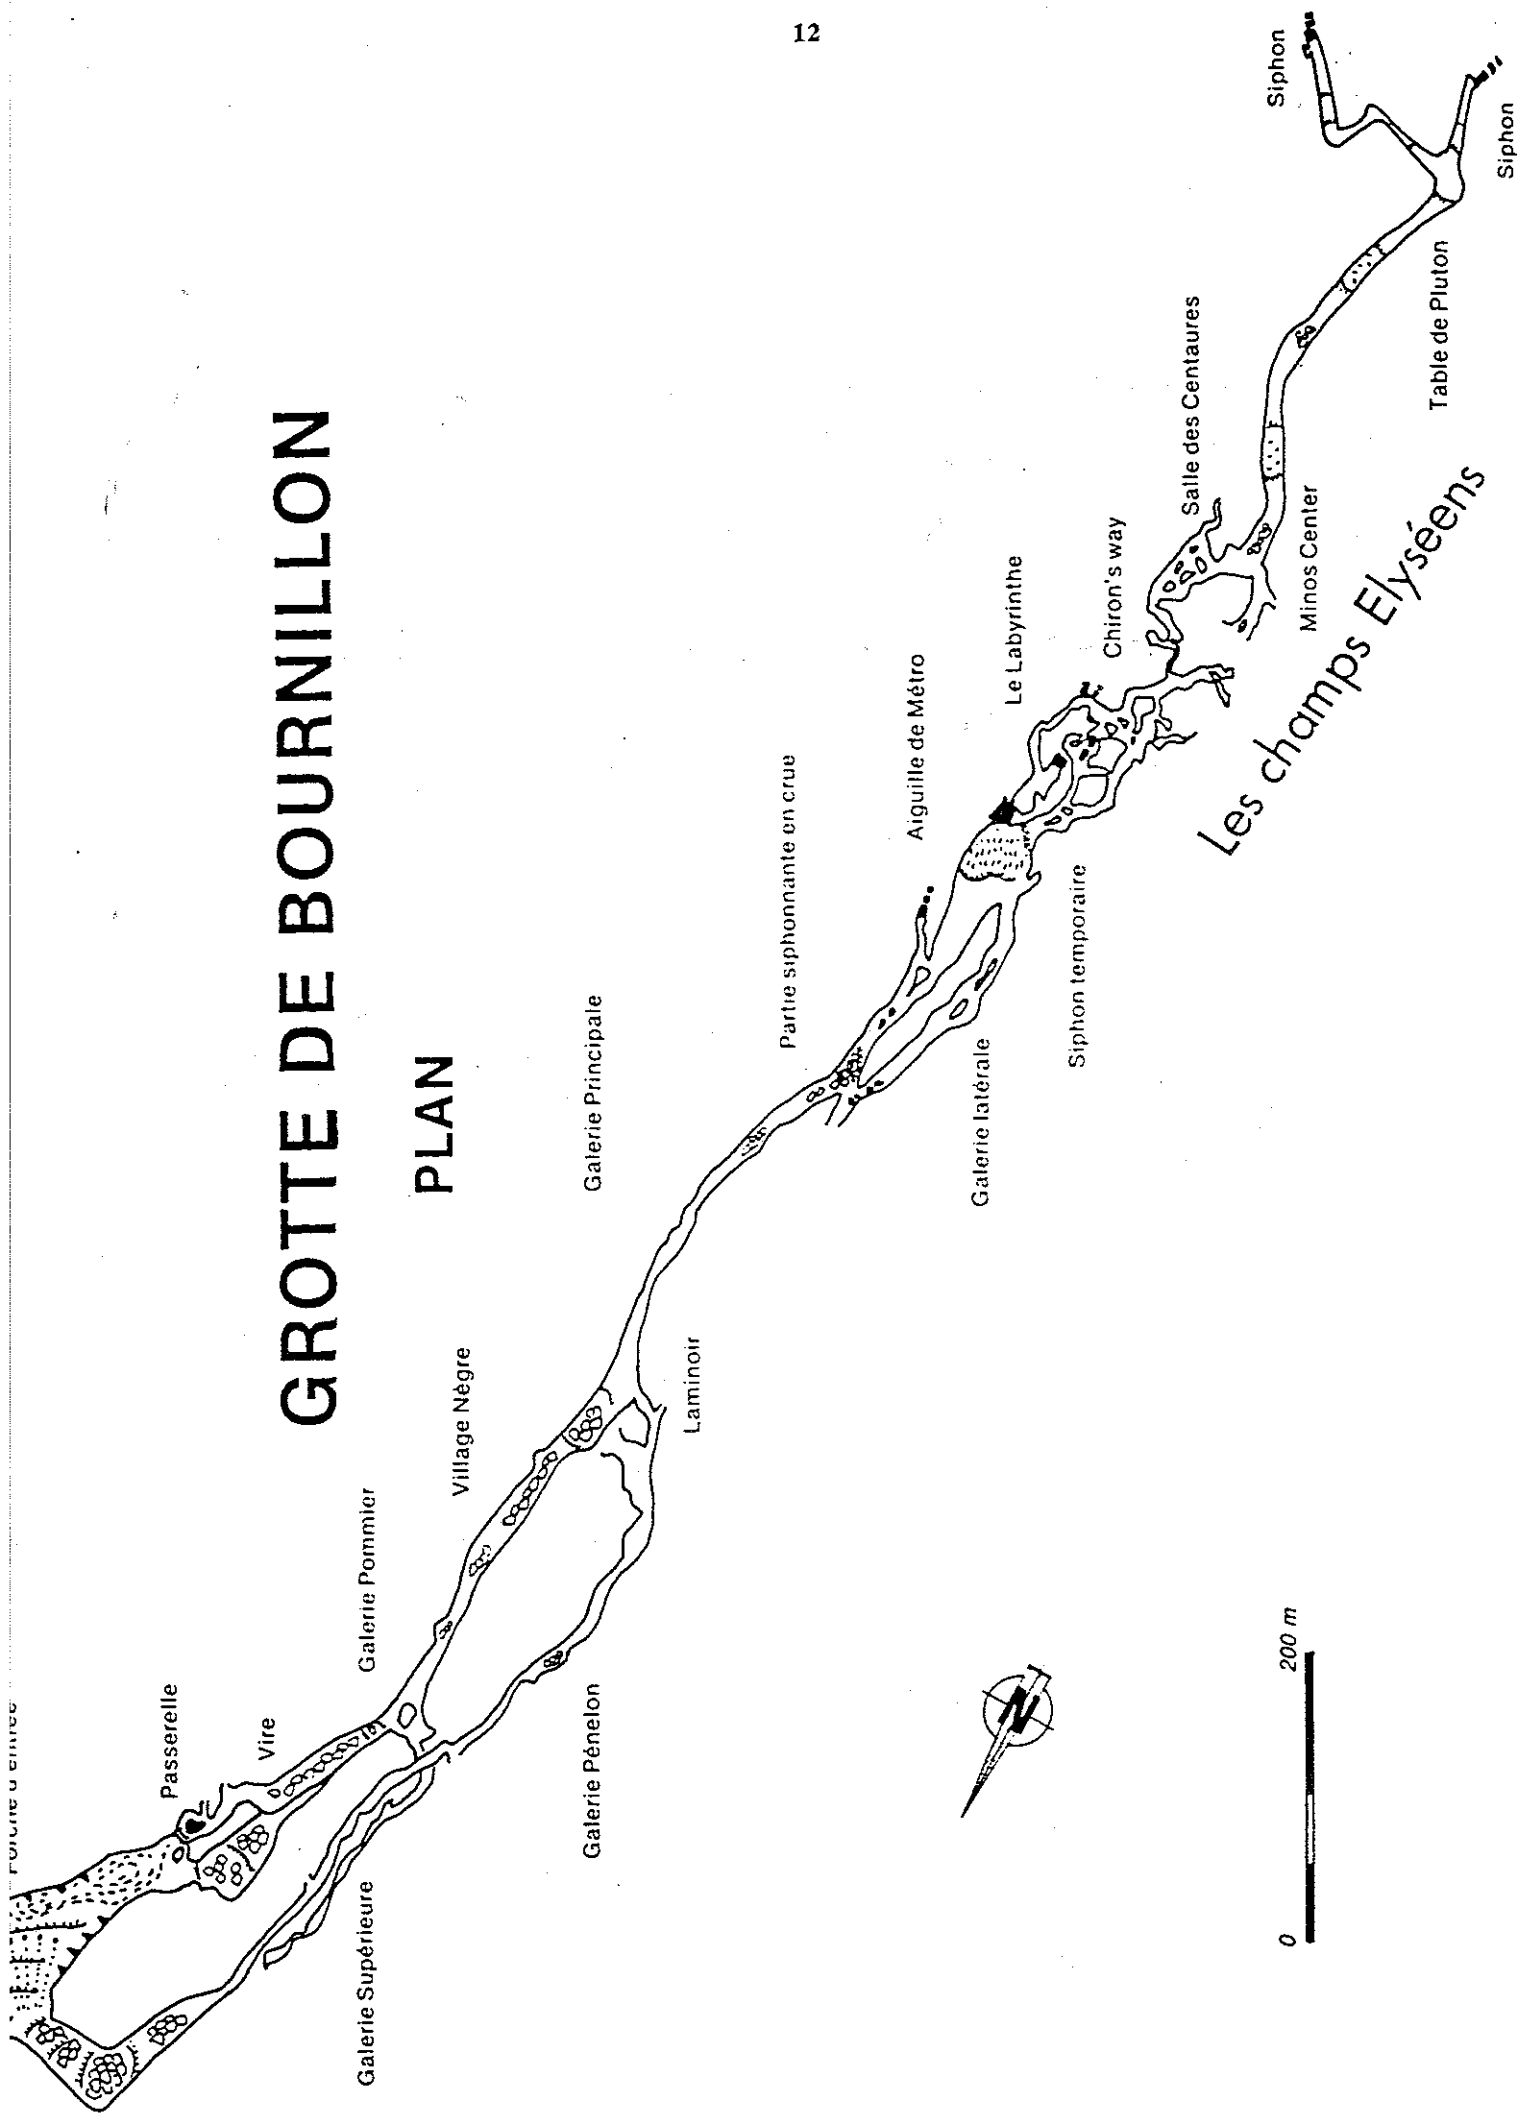 12
GROTTE DE BOURNILLON
PLAN
Passerelle
Vire
Galerie Pommier
Village Nègre
Galerie Principale
Partie siphonnante en crue
Aiguille de Métro
Le Labyrinthe
Chiron's way
Salle des Centaures
Siphon
Siphon
Table de Pluton
Minos Center
Les champs Elyséens
Siphon temporaire
Galerie latérale
Laminoir
Galerie Pénelon
Galerie Supérieure
N
0 200 m